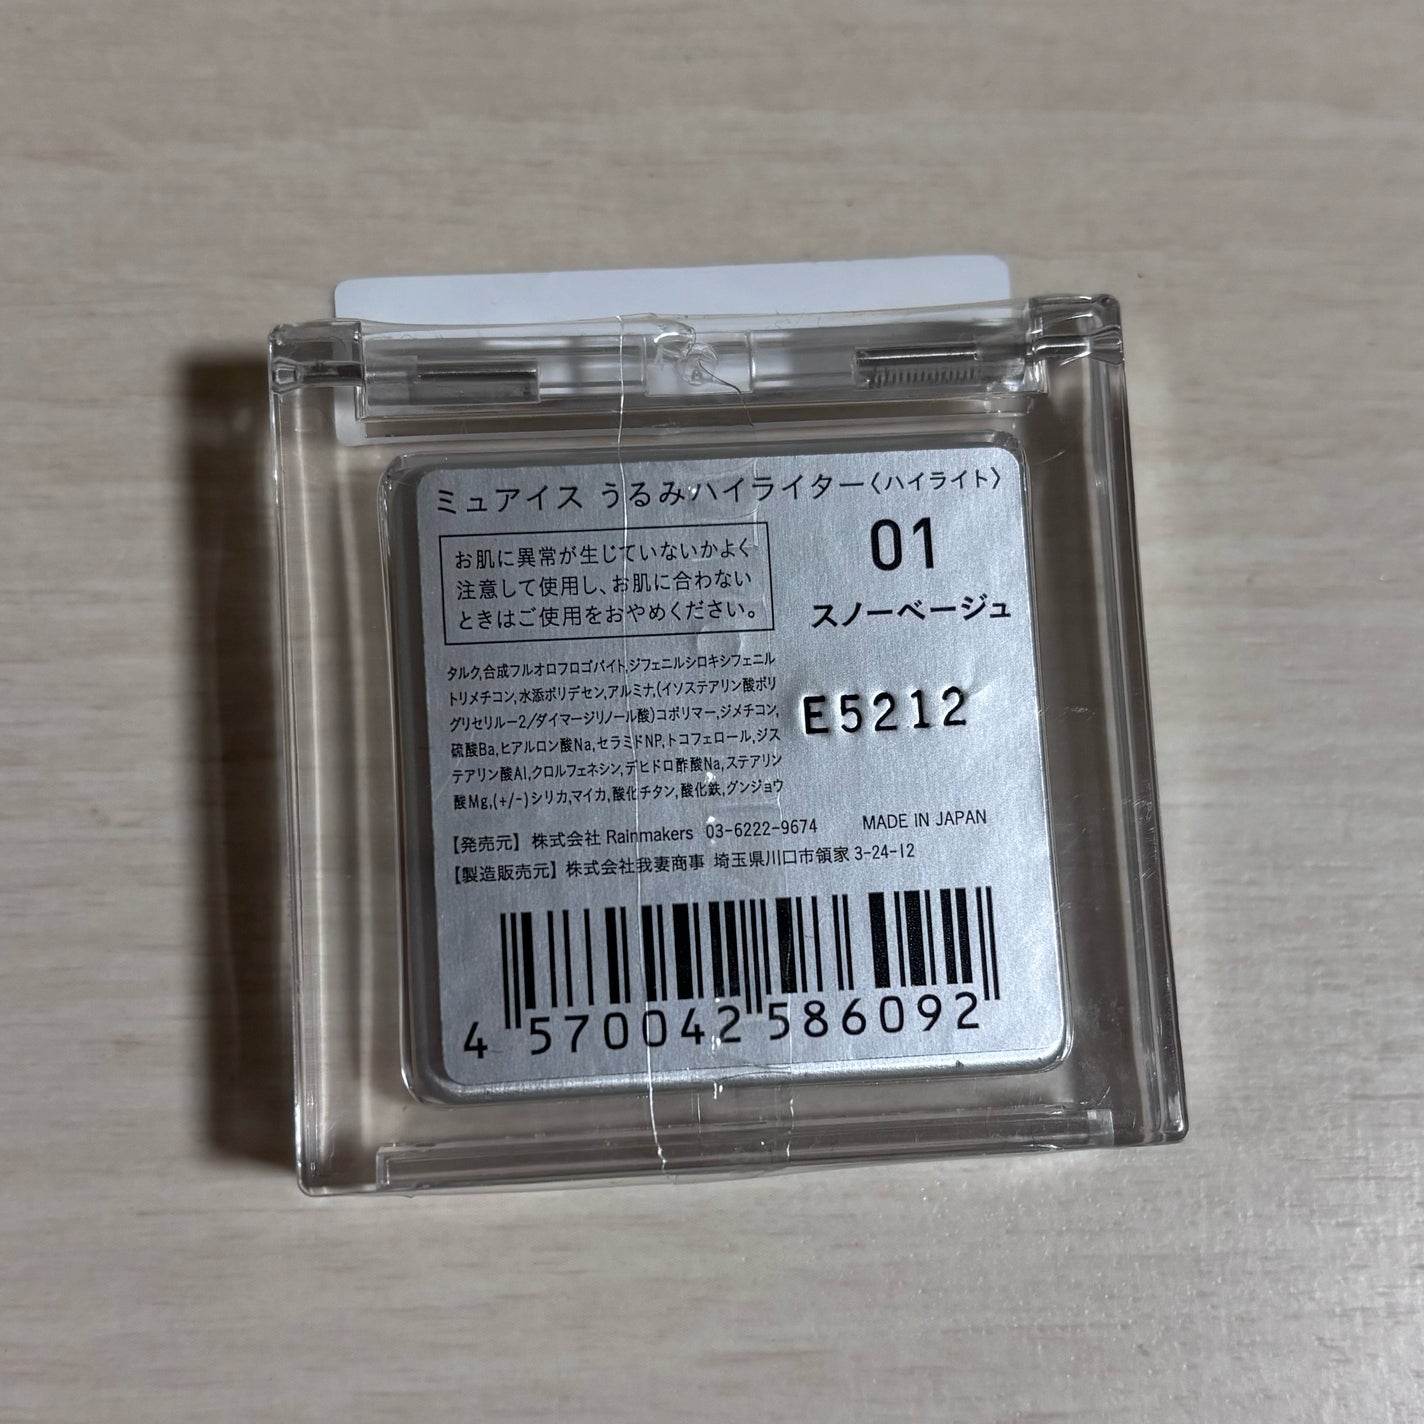 ミュアイス うるみハイライター〈ハイライト〉
お肌に異常が生じていないかよく
注意して使用し、お肌に合わない
ときはご使用をおやめください。
01
スノーベージュ
タルク,合成フルオロフロゴパイト,ジフェニルシロキシフェニル
トリメチコン,水添ポリデセン,アルミナ,(イソステアリン酸ポリ
グリセリル－2/ダイマージリノール酸)コポリマー,ジメチコン,
硫酸Ba,ヒアルロン酸Na,セラミドNP,トコフェロール,ジス
テアリン酸Al,クロルフェネシン,デヒドロ酢酸Na,ステアリン
酸Mg,(+/-)シリカ,マイカ,酸化チタン,酸化鉄,グンジョウ
E5212
【発売元】株式会社 Rainmakers 03-6222-9674 MADE IN JAPAN
【製造販売元】株式会社我妻商事 埼玉県川口市領家 3-24-12
4 570042 586092